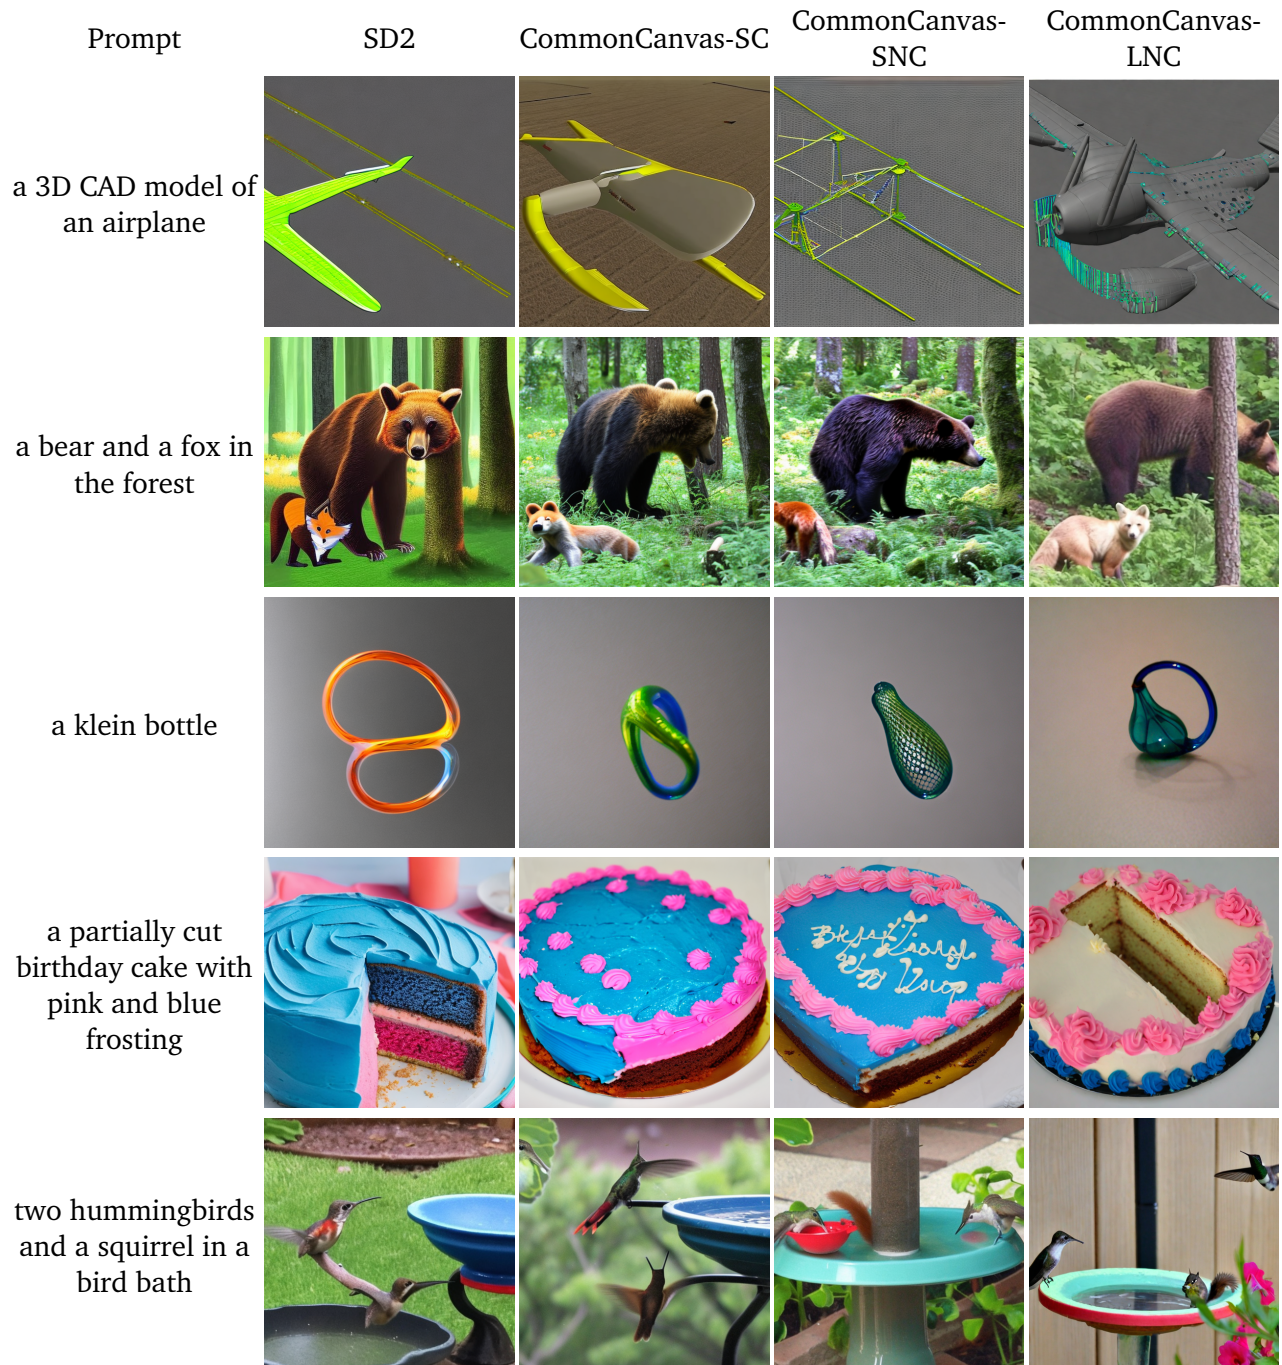 Prompt
SD2
CommonCanvas-SC
CommonCanvas-
SNC
CommonCanvas-
LNC
a 3D CAD model of
an airplane
a bear and a fox in
the forest
a klein bottle
a partially cut
birthday cake with
pink and blue
frosting
two hummingbirds
and a squirrel in a
bird bath